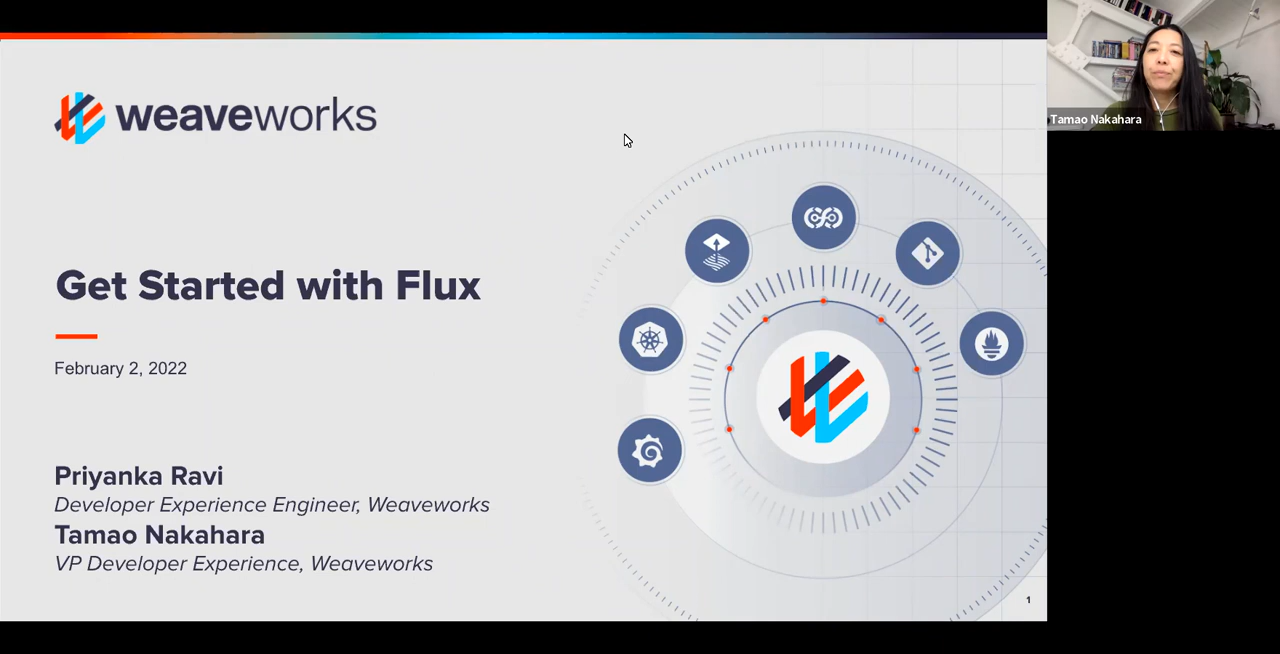 weaveworks
Get Started with Flux
February 2, 2022
Priyanka Ravi
Developer Experience Engineer, Weaveworks
Tamao Nakahara
VP Developer Experience, Weaveworks
1
Tamao Nakahara